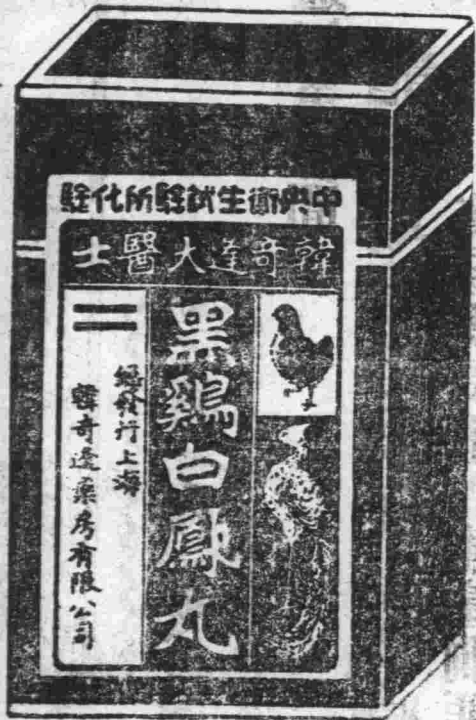 中央衛生試驗所化驗
韓奇逢大醫士
黑鷄白鳳丸
總發行上海
韓奇逢藥房有限公司